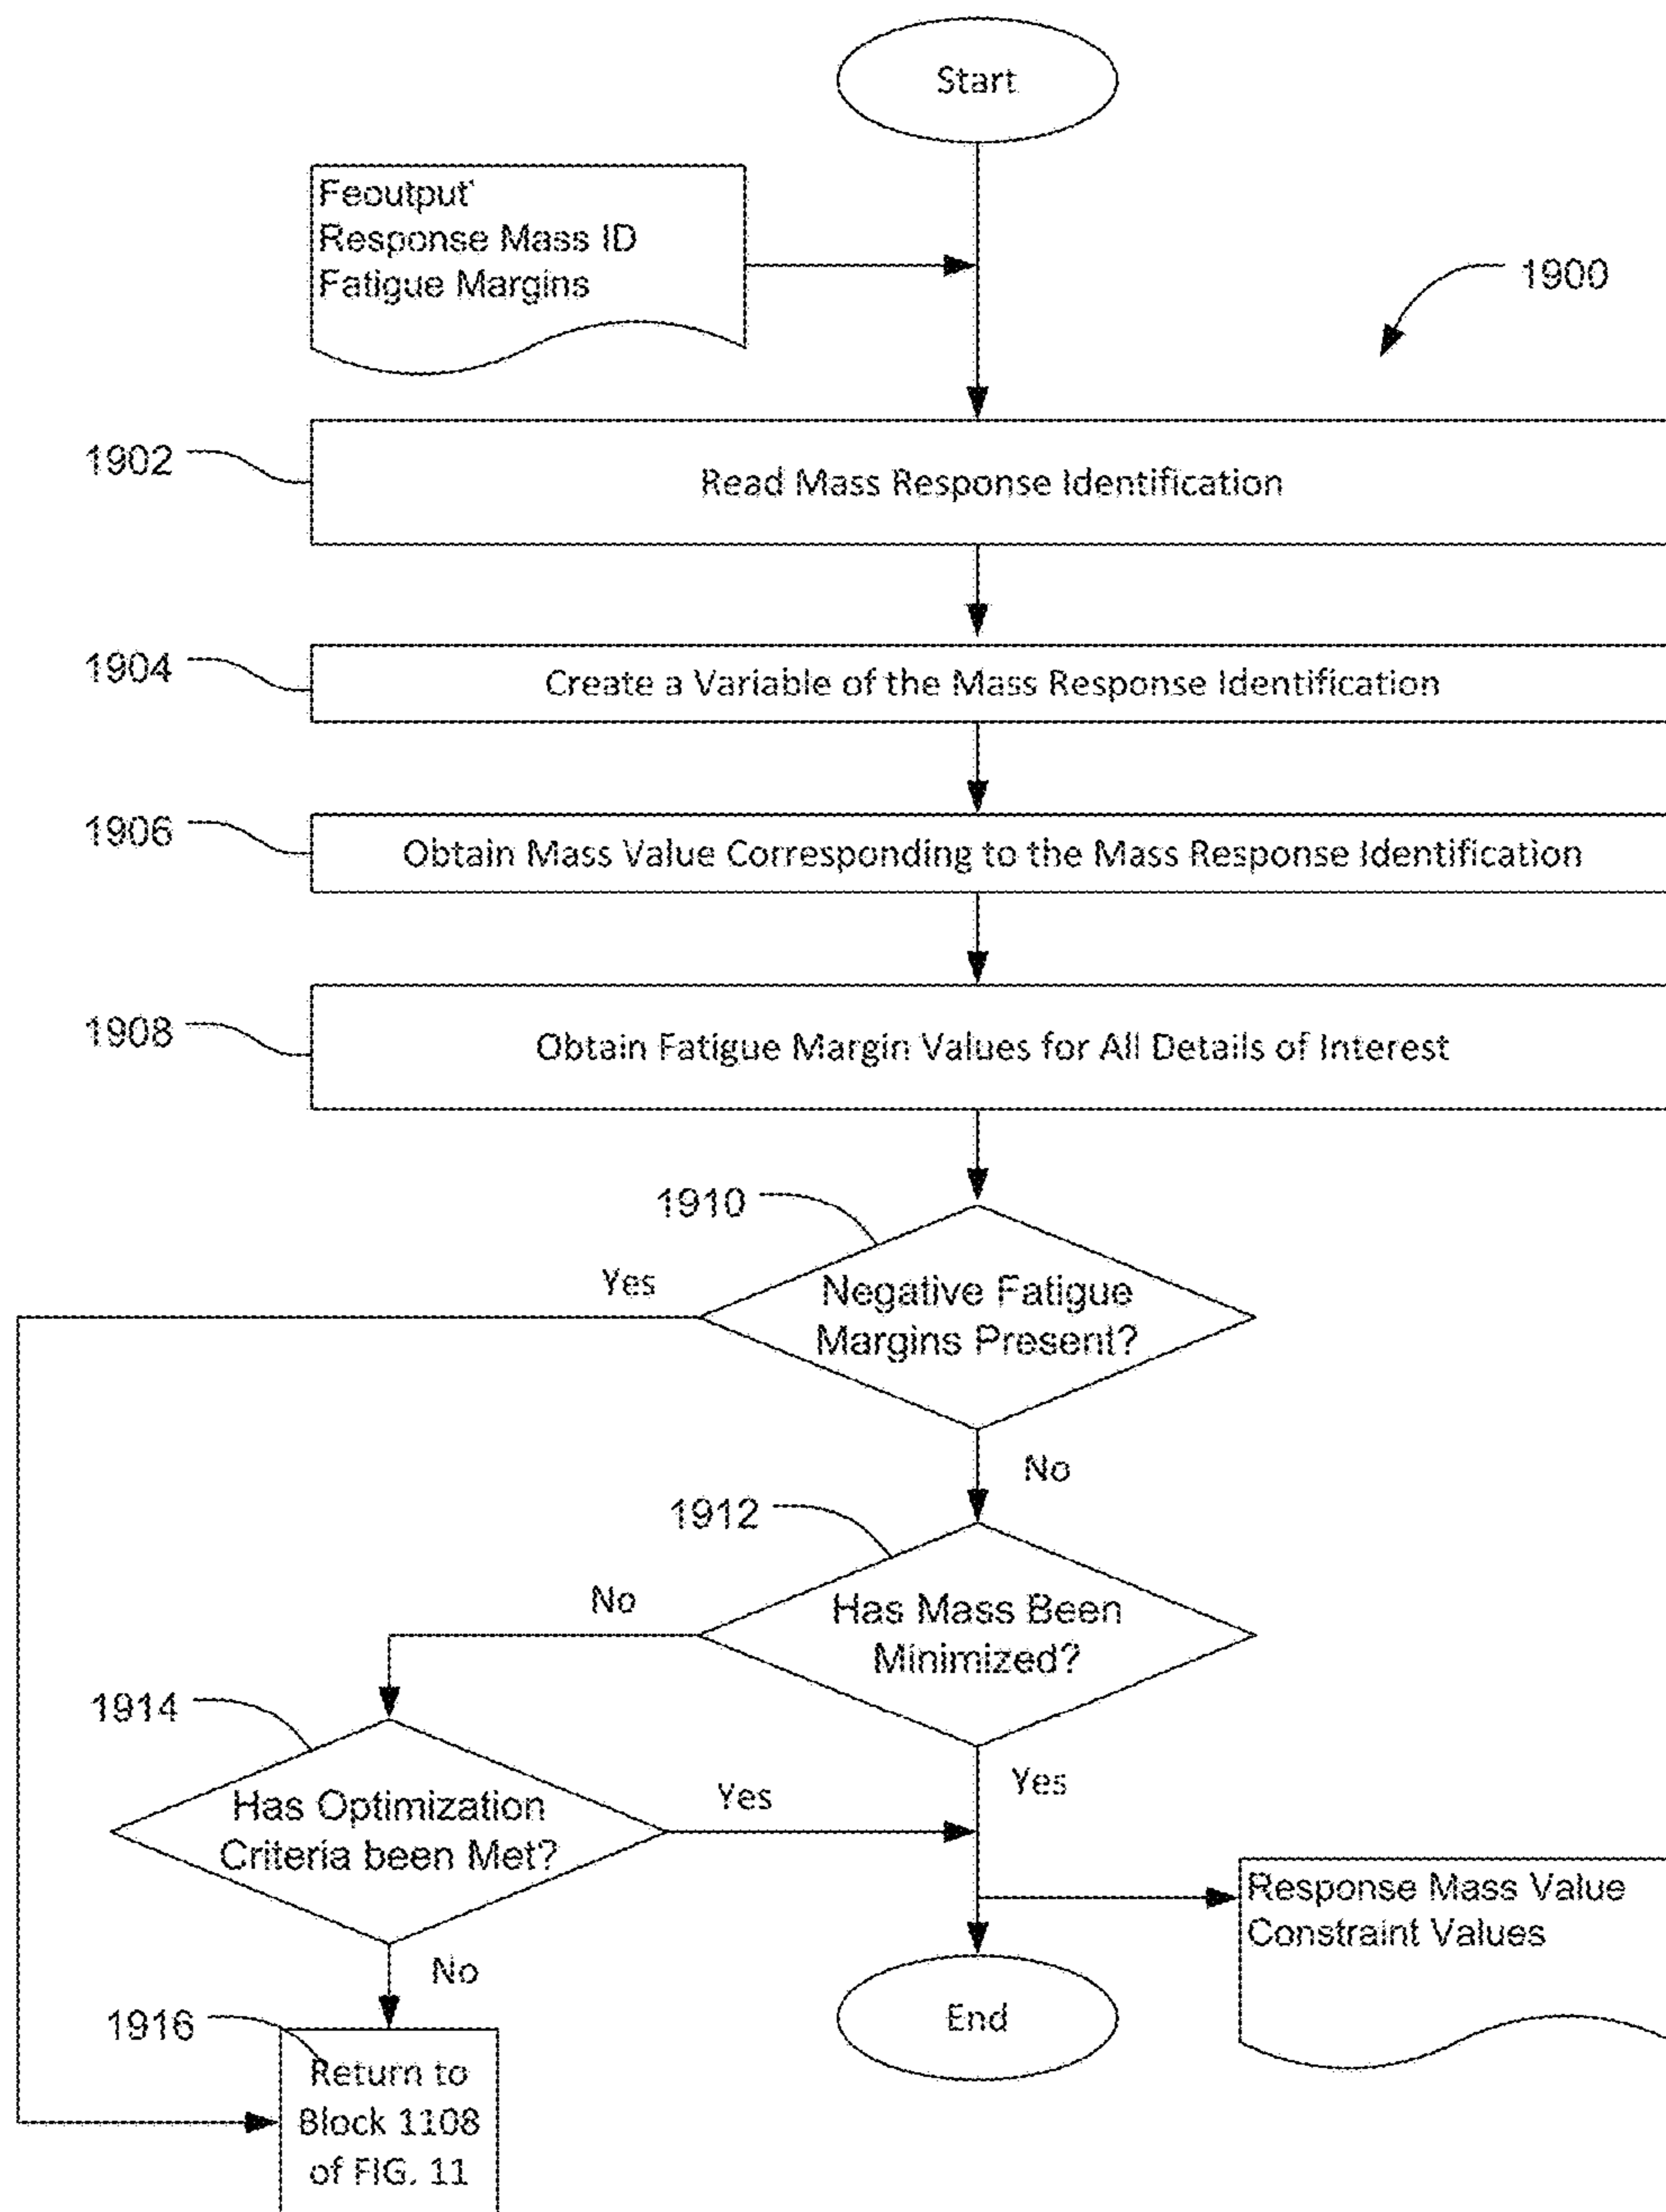 Start
Feoutput'
Response Mass ID
Fatigue Margins
1900
1902
Read Mass Response Identification
1904
Create a Variable of the Mass Response Identification
1906
Obtain Mass Value Corresponding to the Mass Response Identification
1908
Obtain Fatigue Margin Values for All Details of Interest
1910
Yes
Negative Fatigue
Margins Present?
No
1912
No
Has Mass Been
Minimized?
1914
Yes
Yes
Has Optimization
Criteria been Met?
Response Mass Value
Constraint Values
No
End
1916
Return to
Block 1108
of FIG. 11